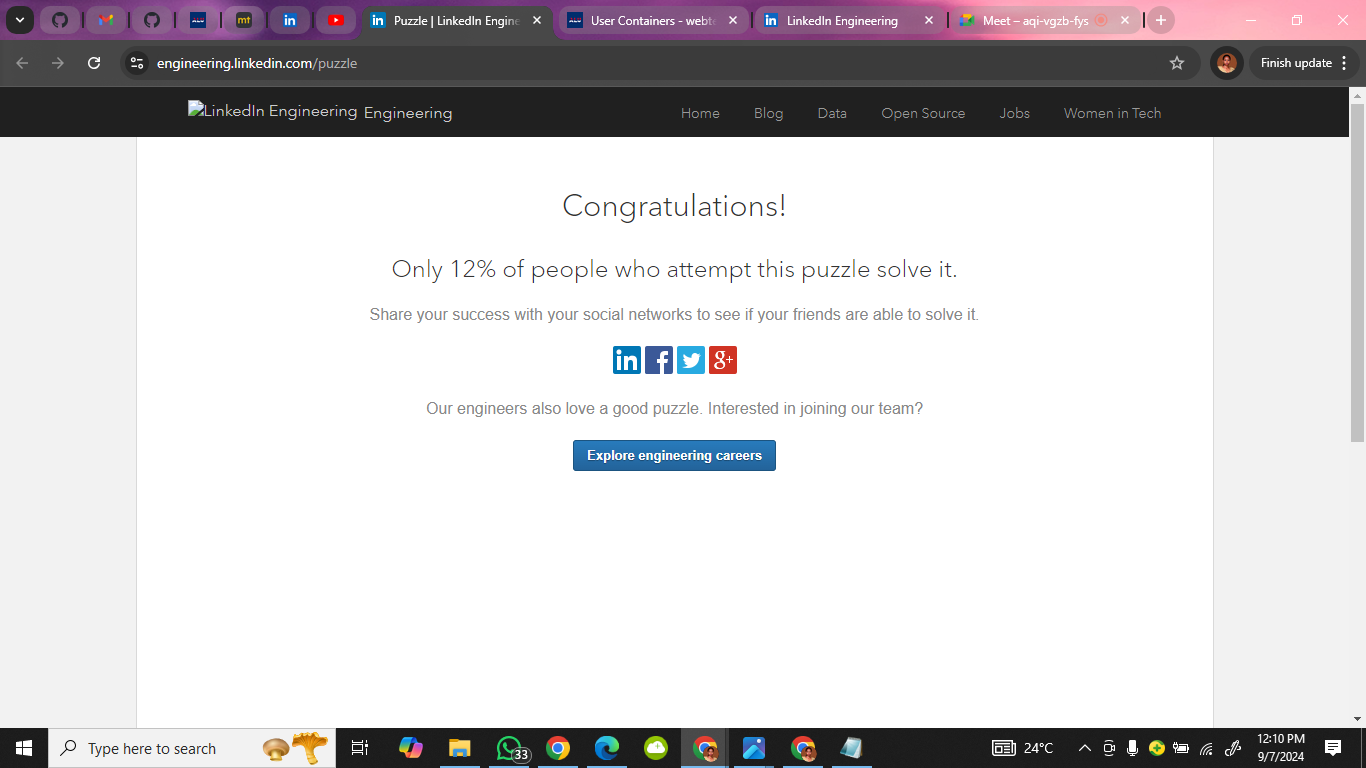 Puzzle | LinkedIn Engine
User Containers - webte
LinkedIn Engineering
Meet – aqi-vgzb-fys
engineering.linkedin.com/puzzle
Finish update
LinkedIn Engineering Engineering
Home Blog Data Open Source Jobs Women in Tech
Congratulations!
Only 12% of people who attempt this puzzle solve it.
Share your success with your social networks to see if your friends are able to solve it.
Our engineers also love a good puzzle. Interested in joining our team?
Explore engineering careers
Type here to search
33
24°C
12:10 PM
9/7/2024